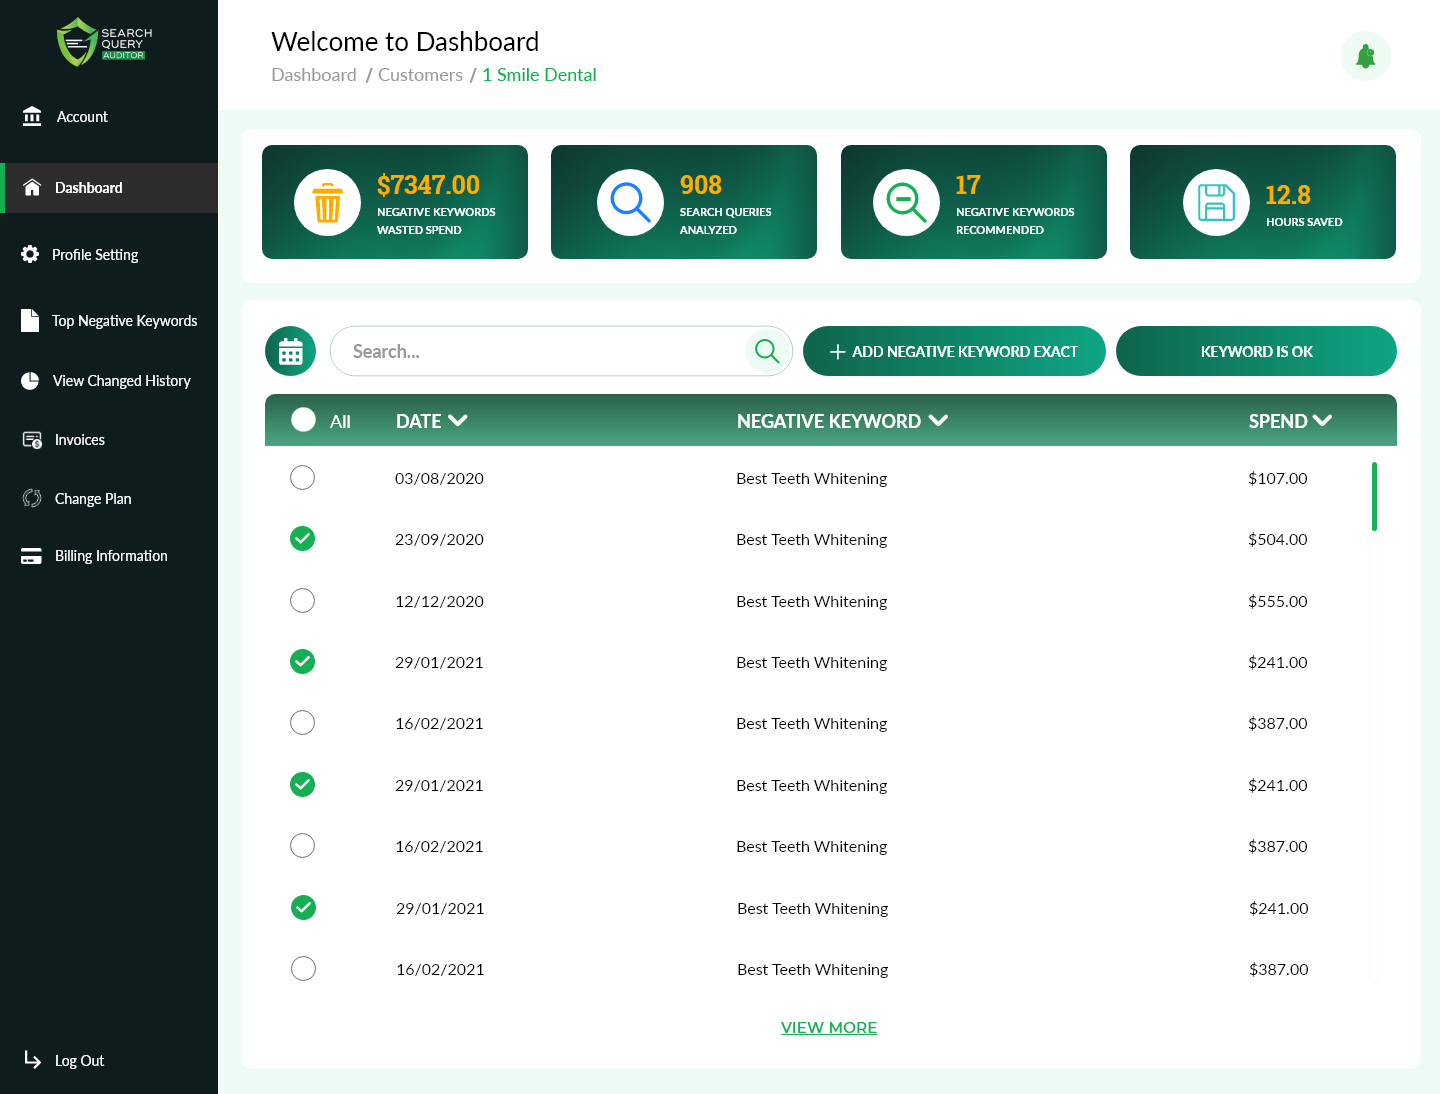 SEARCH
QUERY
AUDITOR
Account
Dashboard
Profile Setting
Top Negative Keywords
View Changed History
Invoices
Change Plan
Billing Information
Log Out
Welcome to Dashboard
Dashboard / Customers / 1 Smile Dental
$7347.00
NEGATIVE KEYWORDS
WASTED SPEND
908
SEARCH QUERIES
ANALYZED
17
NEGATIVE KEYWORDS
RECOMMENDED
12.8
HOURS SAVED
Search...
ADD NEGATIVE KEYWORD EXACT
KEYWORD IS OK
All DATE NEGATIVE KEYWORD SPEND
03/08/2020 Best Teeth Whitening $107.00
23/09/2020 Best Teeth Whitening $504.00
12/12/2020 Best Teeth Whitening $555.00
29/01/2021 Best Teeth Whitening $241.00
16/02/2021 Best Teeth Whitening $387.00
29/01/2021 Best Teeth Whitening $241.00
16/02/2021 Best Teeth Whitening $387.00
29/01/2021 Best Teeth Whitening $241.00
16/02/2021 Best Teeth Whitening $387.00
VIEW MORE